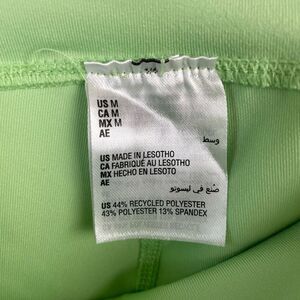 US M
CA M
MX M
AE
وسط
US MADE IN LESOTHO
CA FABRIQUÉ AU LESOTHO
MX HECHO EN LESOTO
AE
صُنع في ليسوتو
US 44% RECYCLED POLYESTER
43% POLYESTER 13% SPANDEX